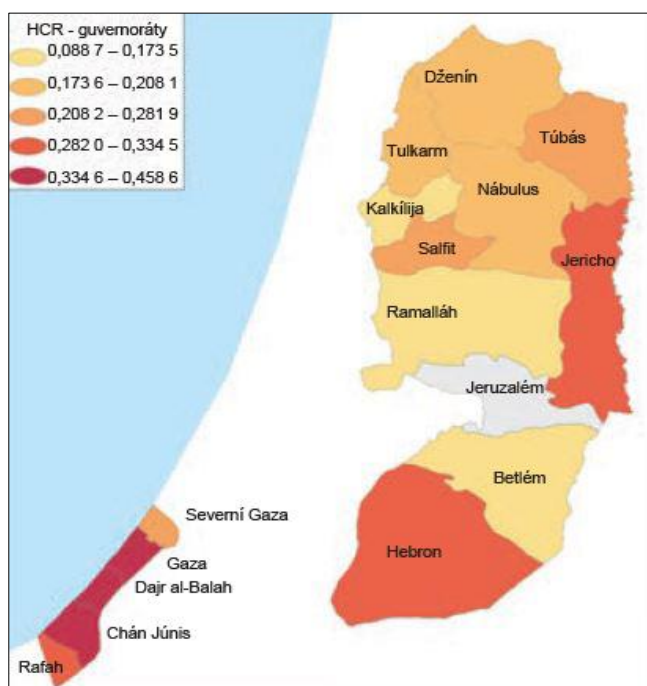 HCR - guvernoráty
0,088 7 – 0,173 5
0,173 6 – 0,208 1
0,208 2 – 0,281 9
0,282 0 – 0,334 5
0,334 6 – 0,458 6
Dženín
Túbás
Tulkarm
Nábulus
Kalkílija
Salfit
Jericho
Ramalláh
Jeruzalém
Betlém
Hebron
Severní Gaza
Gaza
Dajr al-Balah
Chán Júnis
Rafah